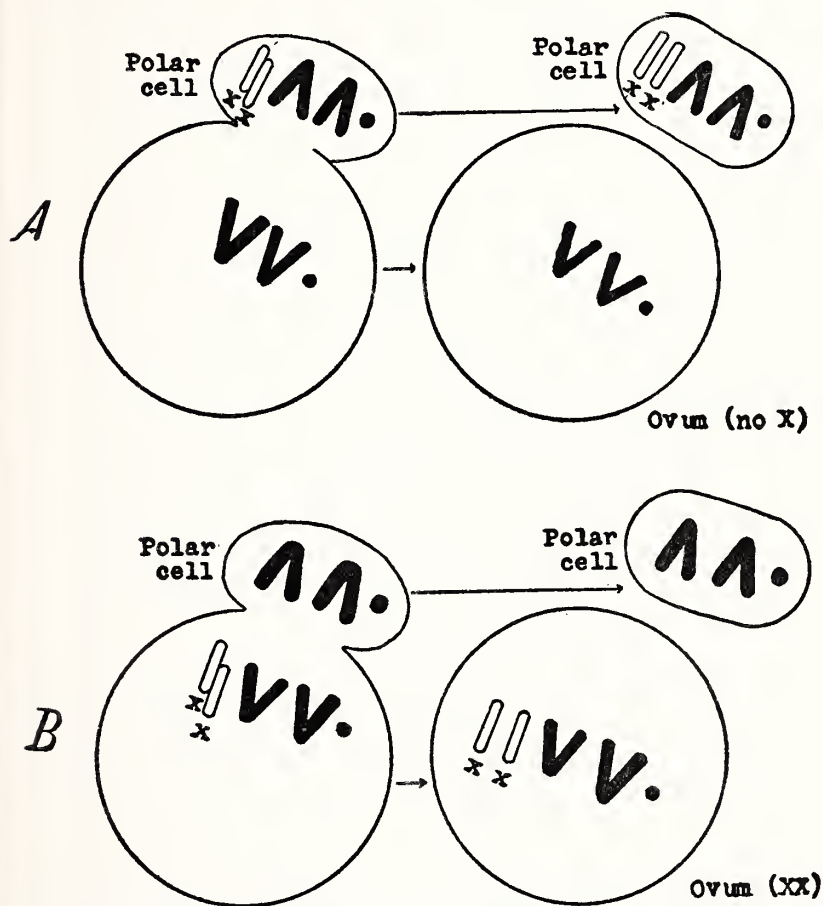 Polar
cell
x
x
Polar
cell
x x
A
Ovum (no X)
Polar
cell
x
x
Polar
cell
x x
B
Ovum (XX)